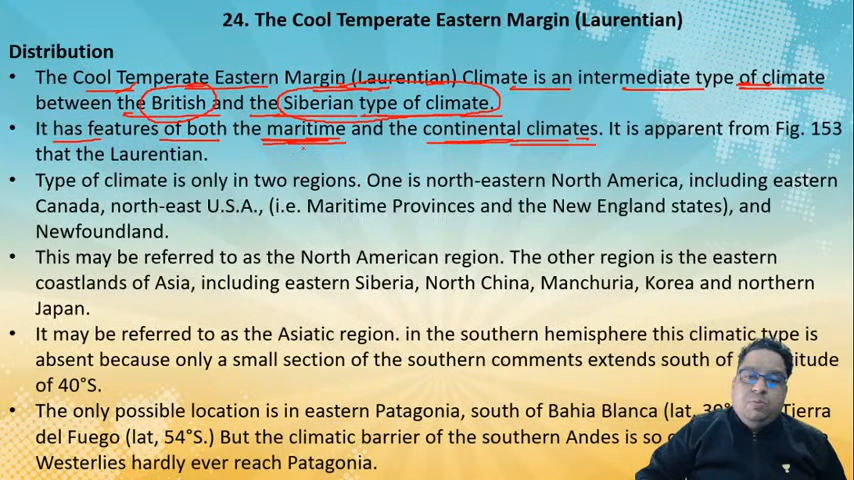 24. The Cool Temperate Eastern Margin (Laurentian)
Distribution
• The Cool Temperate Eastern Margin (Laurentian) Climate is an intermediate type of climate
between the British and the Siberian type of climate.
• It has features of both the maritime and the continental climates. It is apparent from Fig. 153
that the Laurentian.
• Type of climate is only in two regions. One is north-eastern North America, including eastern
Canada, north-east U.S.A., (i.e. Maritime Provinces and the New England states), and
Newfoundland.
• This may be referred to as the North American region. The other region is the eastern
coastlands of Asia, including eastern Siberia, North China, Manchuria, Korea and northern
Japan.
• It may be referred to as the Asiatic region. in the southern hemisphere this climatic type is
absent because only a small section of the southern comments extends south of
of 40°S.
• The only possible location is in eastern Patagonia, south of Bahia Blanca (lat. Tierra
del Fuego (lat, 54°S.) But the climatic barrier of the southern Andes is so
Westerlies hardly ever reach Patagonia.